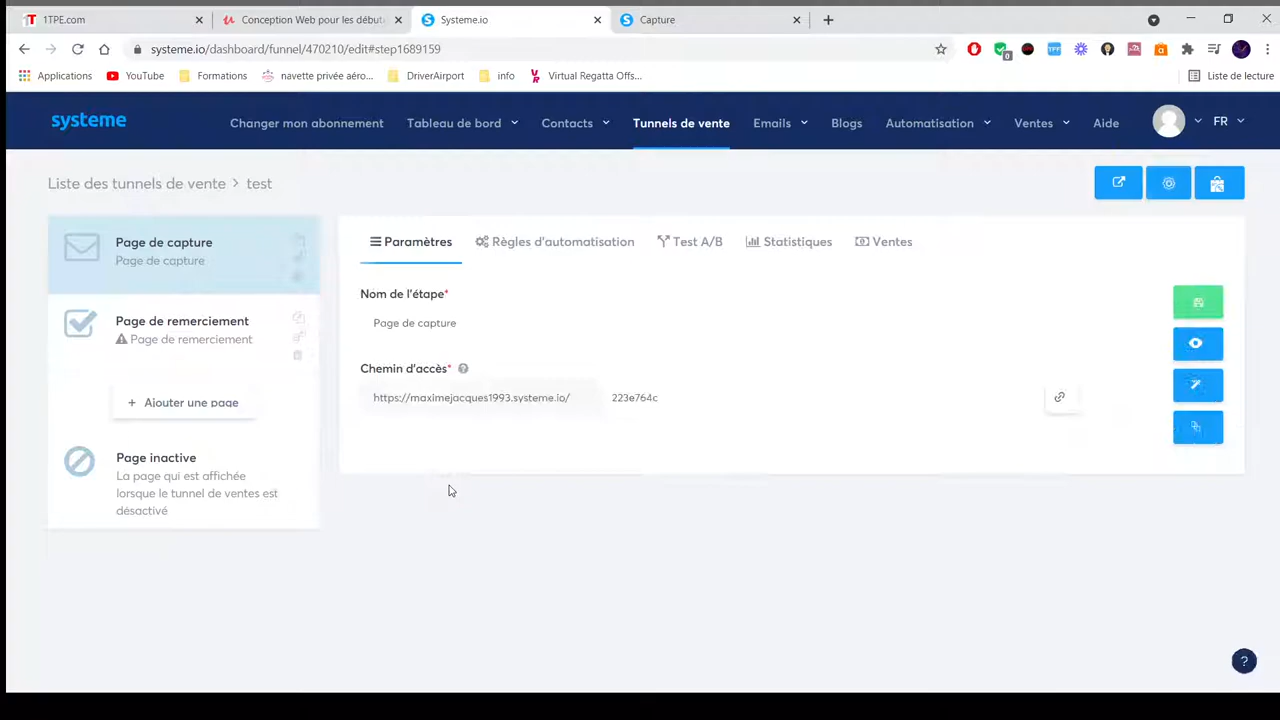 1TPE.com
Conception Web pour les début
Systeme.io
Capture
systeme.io/dashboard/funnel/470210/edit#step1689159
0
Applications
YouTube
Formations
navette privée aéro...
DriverAirport
info
Virtual Regatta Offs...
Liste de lecture
systeme
Changer mon abonnement
Tableau de bord
Contacts
Tunnels de vente
Emails
Blogs
Automatisation
Ventes
Aide
FR
Liste des tunnels de vente > test
Page de capture
Page de capture
Page de remerciement
Page de remerciement
+ Ajouter une page
Page inactive
La page qui est affichée
lorsque le tunnel de ventes est
désactivé
Paramètres
Règles d'automatisation
Test A/B
Statistiques
Ventes
Nom de l'étape*
Page de capture
Chemin d'accès* ?
https://maximejacques1993.systeme.io/
223e764c
?